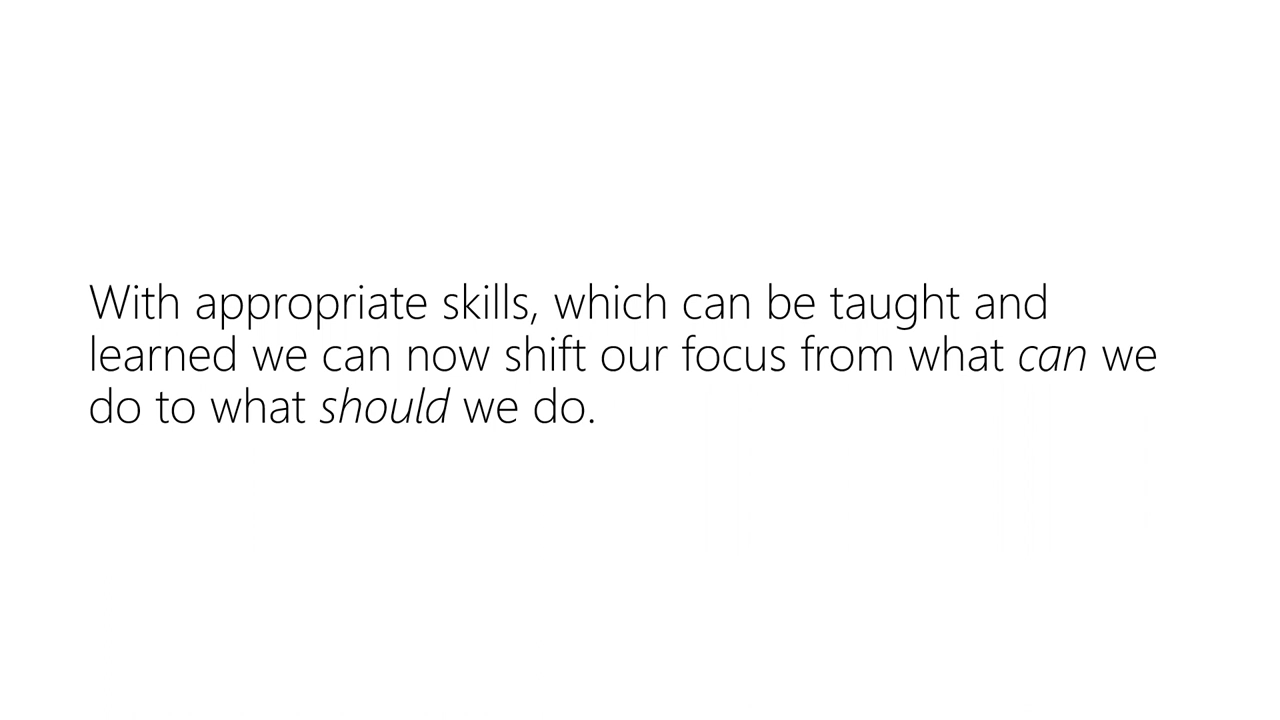 With appropriate skills, which can be taught and
learned we can now shift our focus from what can we
do to what should we do.